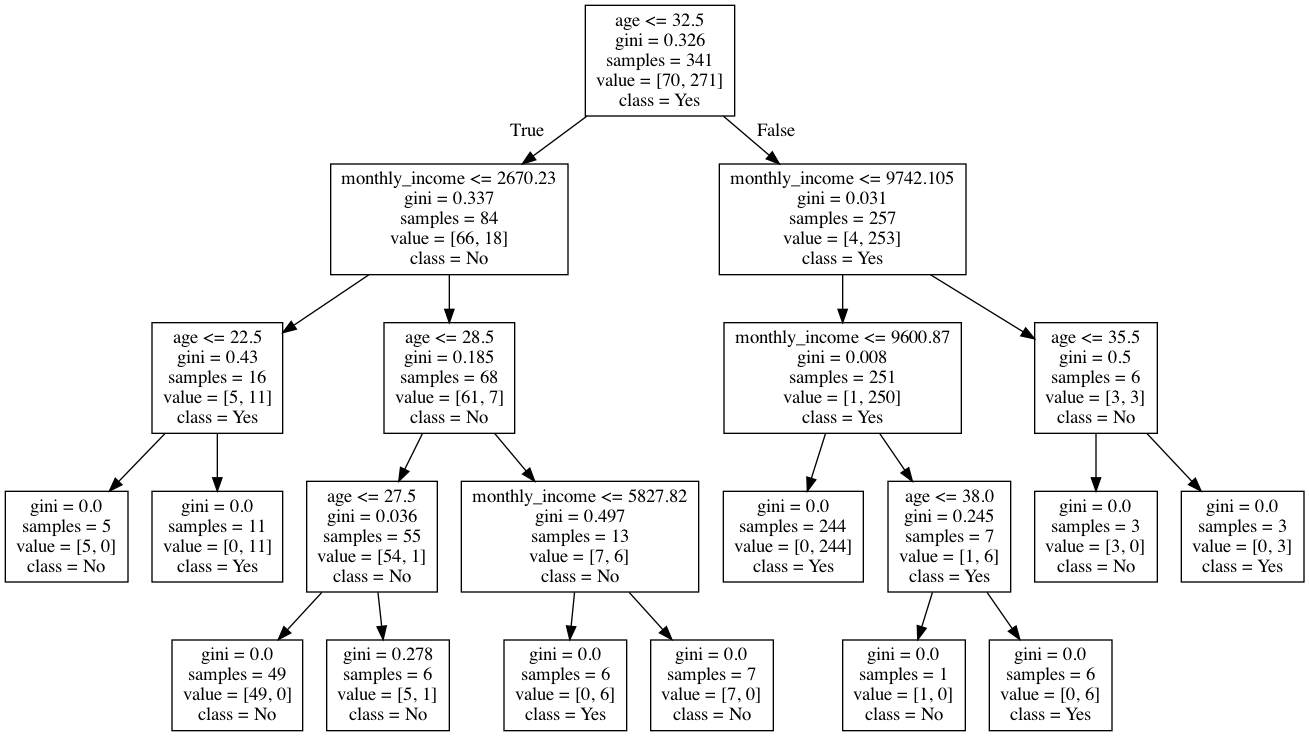 age <= 32.5
gini = 0.326
samples = 341
value = [70, 271]
class = Yes
True
False
monthly_income <= 2670.23
gini = 0.337
samples = 84
value = [66, 18]
class = No
monthly_income <= 9742.105
gini = 0.031
samples = 257
value = [4, 253]
class = Yes
age <= 22.5
gini = 0.43
samples = 16
value = [5, 11]
class = Yes
age <= 28.5
gini = 0.185
samples = 68
value = [61, 7]
class = No
monthly_income <= 9600.87
gini = 0.008
samples = 251
value = [1, 250]
class = Yes
age <= 35.5
gini = 0.5
samples = 6
value = [3, 3]
class = No
gini = 0.0
samples = 5
value = [5, 0]
class = No
gini = 0.0
samples = 11
value = [0, 11]
class = Yes
age <= 27.5
gini = 0.036
samples = 55
value = [54, 1]
class = No
monthly_income <= 5827.82
gini = 0.497
samples = 13
value = [7, 6]
class = No
gini = 0.0
samples = 244
value = [0, 244]
class = Yes
age <= 38.0
gini = 0.245
samples = 7
value = [1, 6]
class = Yes
gini = 0.0
samples = 3
value = [3, 0]
class = No
gini = 0.0
samples = 3
value = [0, 3]
class = Yes
gini = 0.0
samples = 49
value = [49, 0]
class = No
gini = 0.278
samples = 6
value = [5, 1]
class = No
gini = 0.0
samples = 6
value = [0, 6]
class = Yes
gini = 0.0
samples = 7
value = [7, 0]
class = No
gini = 0.0
samples = 1
value = [1, 0]
class = No
gini = 0.0
samples = 6
value = [0, 6]
class = Yes